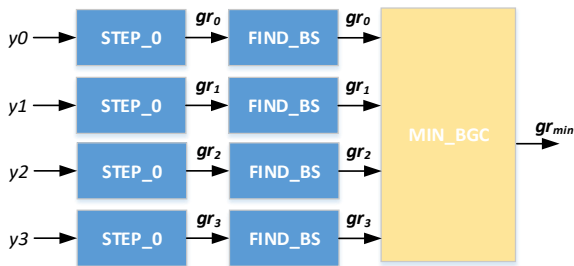 gr0 gr0
y0 STEP_0 FIND_BS
gr1 gr1
y1 STEP_0 FIND_BS
MIN_BGC grmin
gr2 gr2
y2 STEP_0 FIND_BS
gr3 gr3
y3 STEP_0 FIND_BS